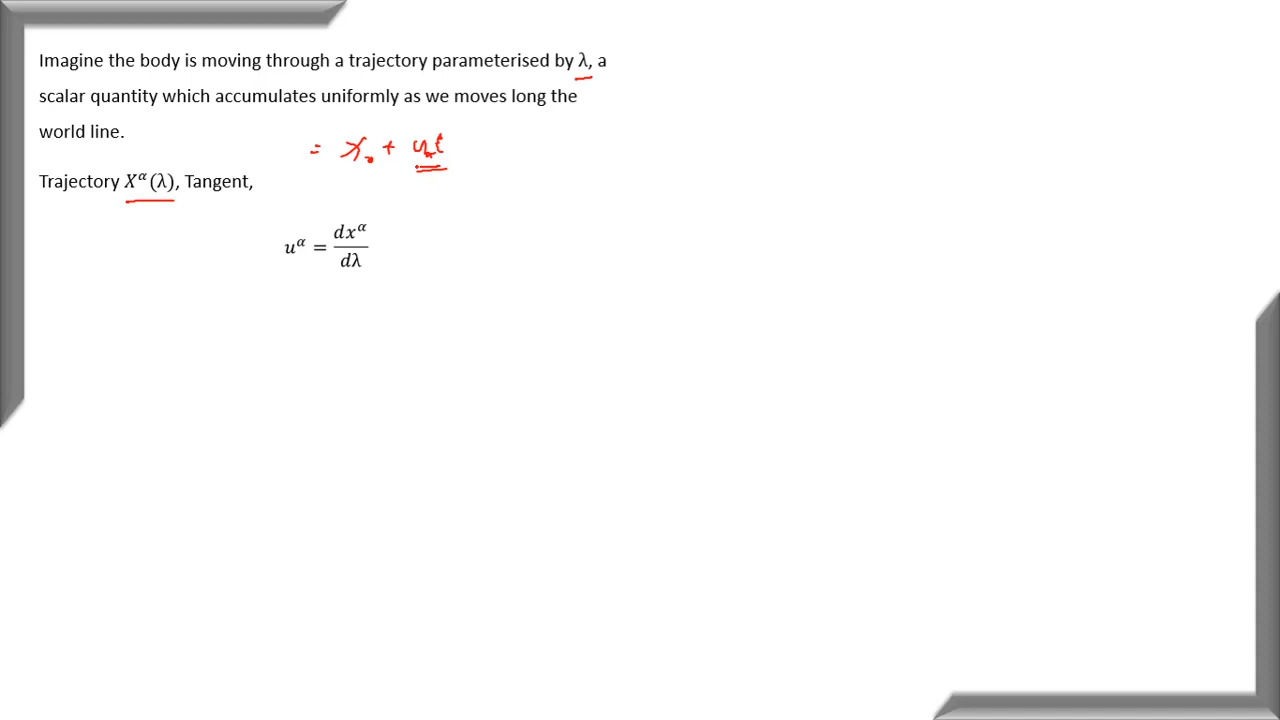 Imagine the body is moving through a trajectory parameterised by λ, a
scalar quantity which accumulates uniformly as we moves long the
world line.
= x₀ + uₓt
Trajectory X^α(λ), Tangent,
u^α = dx^α/dλ